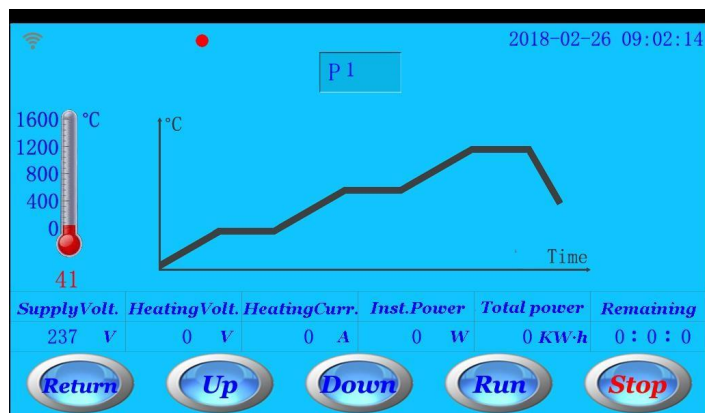 2018-02-26 09:02:14
P 1
1600 °C
1200
800
400
0
41
°C
Time
SupplyVolt. HeatingVolt. HeatingCurr. Inst.Power Total power Remaining
237 V 0 V 0 A 0 W 0 KW·h 0:0:0
Return Up Down Run Stop